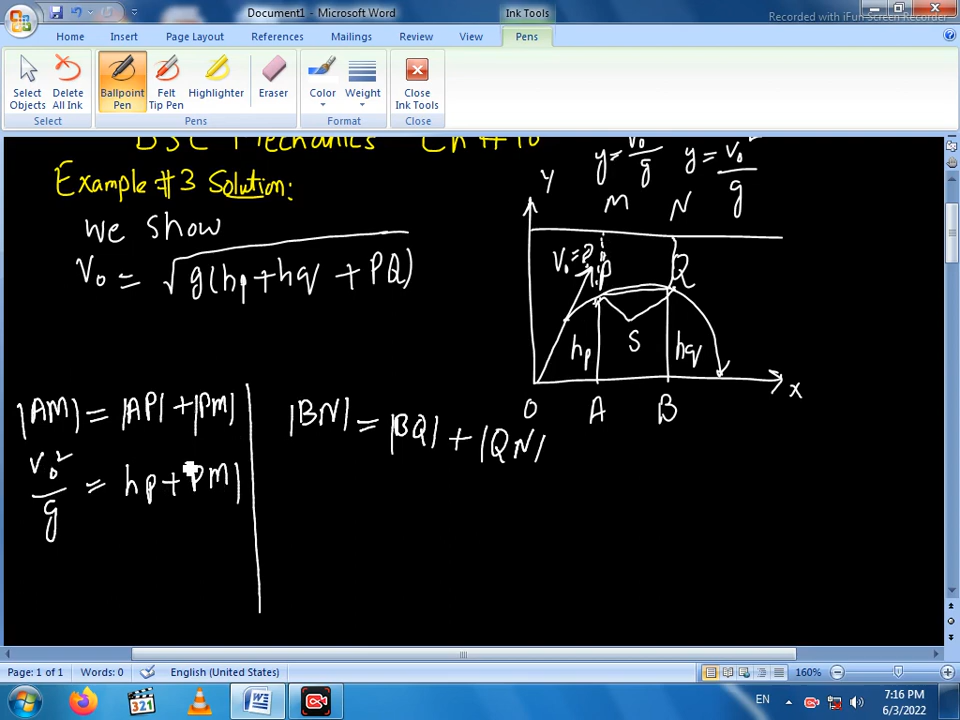 Document1 - Microsoft Word
Ink Tools
Recorded with iFun Screen Recorder
Home Insert Page Layout References Mailings Review View Pens
Select Objects
Delete All Ink
Ballpoint Pen
Felt Tip Pen
Highlighter
Eraser
Color
Weight
Close Ink Tools
Select Pens Format Close
BSC Mechanics Ch # 10
Example #3 Solution:
we show
V₀ = √g(hp+hq + PQ)
y = V₀²/g y = V₀²/g
Y M N
V₀ = P Q
hp S hq
O A B x
|AM| = |AP| + |PM|
V₀²/g = hp + PM|
|BN| = |BQ| + |QN|
Page: 1 of 1 Words: 0 English (United States) 160%
321
EN 7:16 PM
6/3/2022